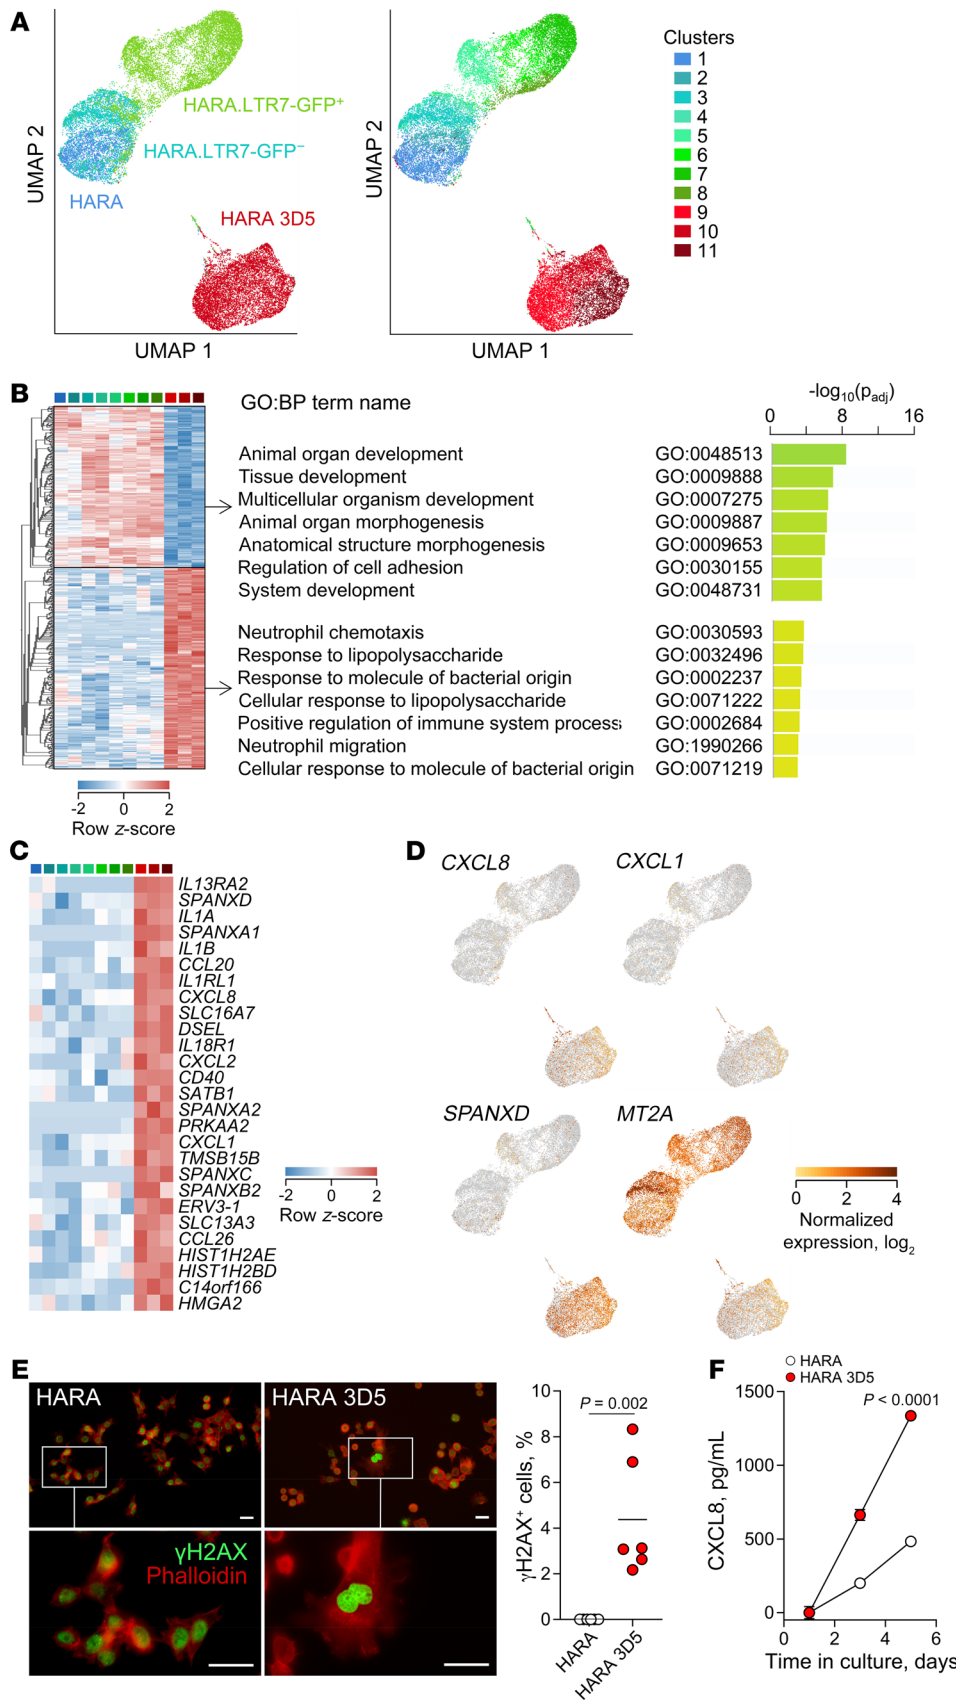 A
UMAP 2
HARA.LTR7-GFP+
HARA.LTR7-GFP−
HARA
HARA 3D5
UMAP 1
UMAP 2
UMAP 1
Clusters
1
2
3
4
5
6
7
8
9
10
11
B
GO:BP term name
-log10(padj)
0 8 16
Animal organ development GO:0048513
Tissue development GO:0009888
Multicellular organism development GO:0007275
Animal organ morphogenesis GO:0009887
Anatomical structure morphogenesis GO:0009653
Regulation of cell adhesion GO:0030155
System development GO:0048731
Neutrophil chemotaxis GO:0030593
Response to lipopolysaccharide GO:0032496
Response to molecule of bacterial origin GO:0002237
Cellular response to lipopolysaccharide GO:0071222
Positive regulation of immune system process GO:0002684
Neutrophil migration GO:1990266
Cellular response to molecule of bacterial origin GO:0071219
-2 0 2
Row z-score
C
IL13RA2
SPANXD
IL1A
SPANXA1
IL1B
CCL20
IL1RL1
CXCL8
SLC16A7
DSEL
IL18R1
CXCL2
CD40
SATB1
SPANXA2
PRKAA2
CXCL1
TMSB15B
SPANXC
SPANXB2
ERV3-1
SLC13A3
CCL26
HIST1H2AE
HIST1H2BD
C14orf166
HMGA2
-2 0 2
Row z-score
D
CXCL8 CXCL1
SPANXD MT2A
0 2 4
Normalized
expression, log2
E
HARA
HARA 3D5
γH2AX
Phalloidin
γH2AX+ cells, %
10
8
6
4
2
0
P = 0.002
HARA
HARA 3D5
F
HARA
HARA 3D5
P < 0.0001
CXCL8, pg/mL
1500
1000
500
0
0 2 4 6
Time in culture, days